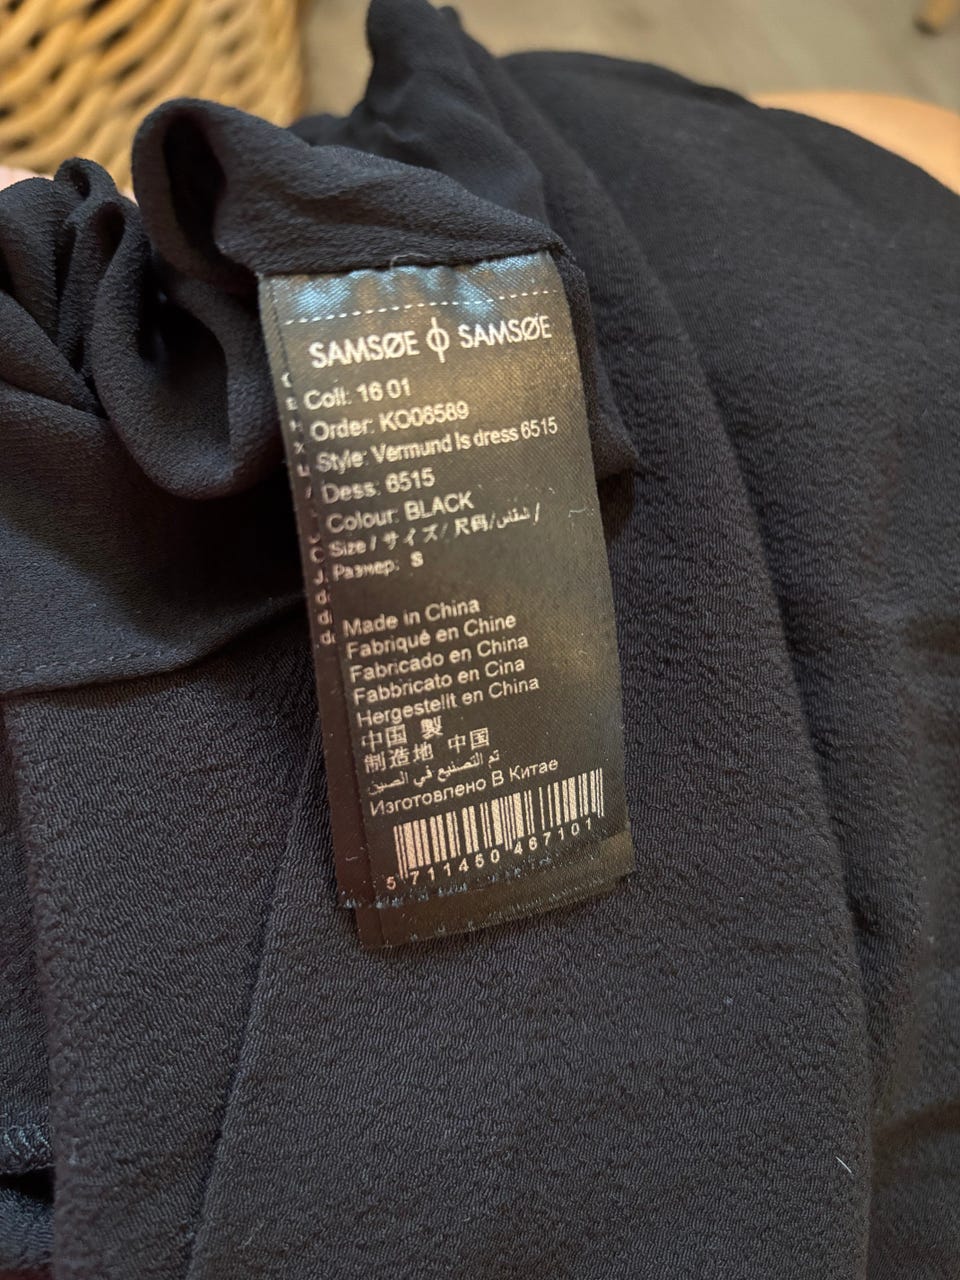 SAMSØE ⏀ SAMSØE
Coll: 16 01
Order: KO06589
Style: Vermund ls dress 6515
Dess: 6515
Colour: BLACK
Size / サイズ/ 尺码/المقاس /
Размер: S
Made in China
Fabriqué en Chine
Fabricado en China
Fabbricato en Cina
Hergestellt en China
中国 製
制造地 中国
تم التصنيع في الصين
Изготовлено В Китае
5 711450 467101